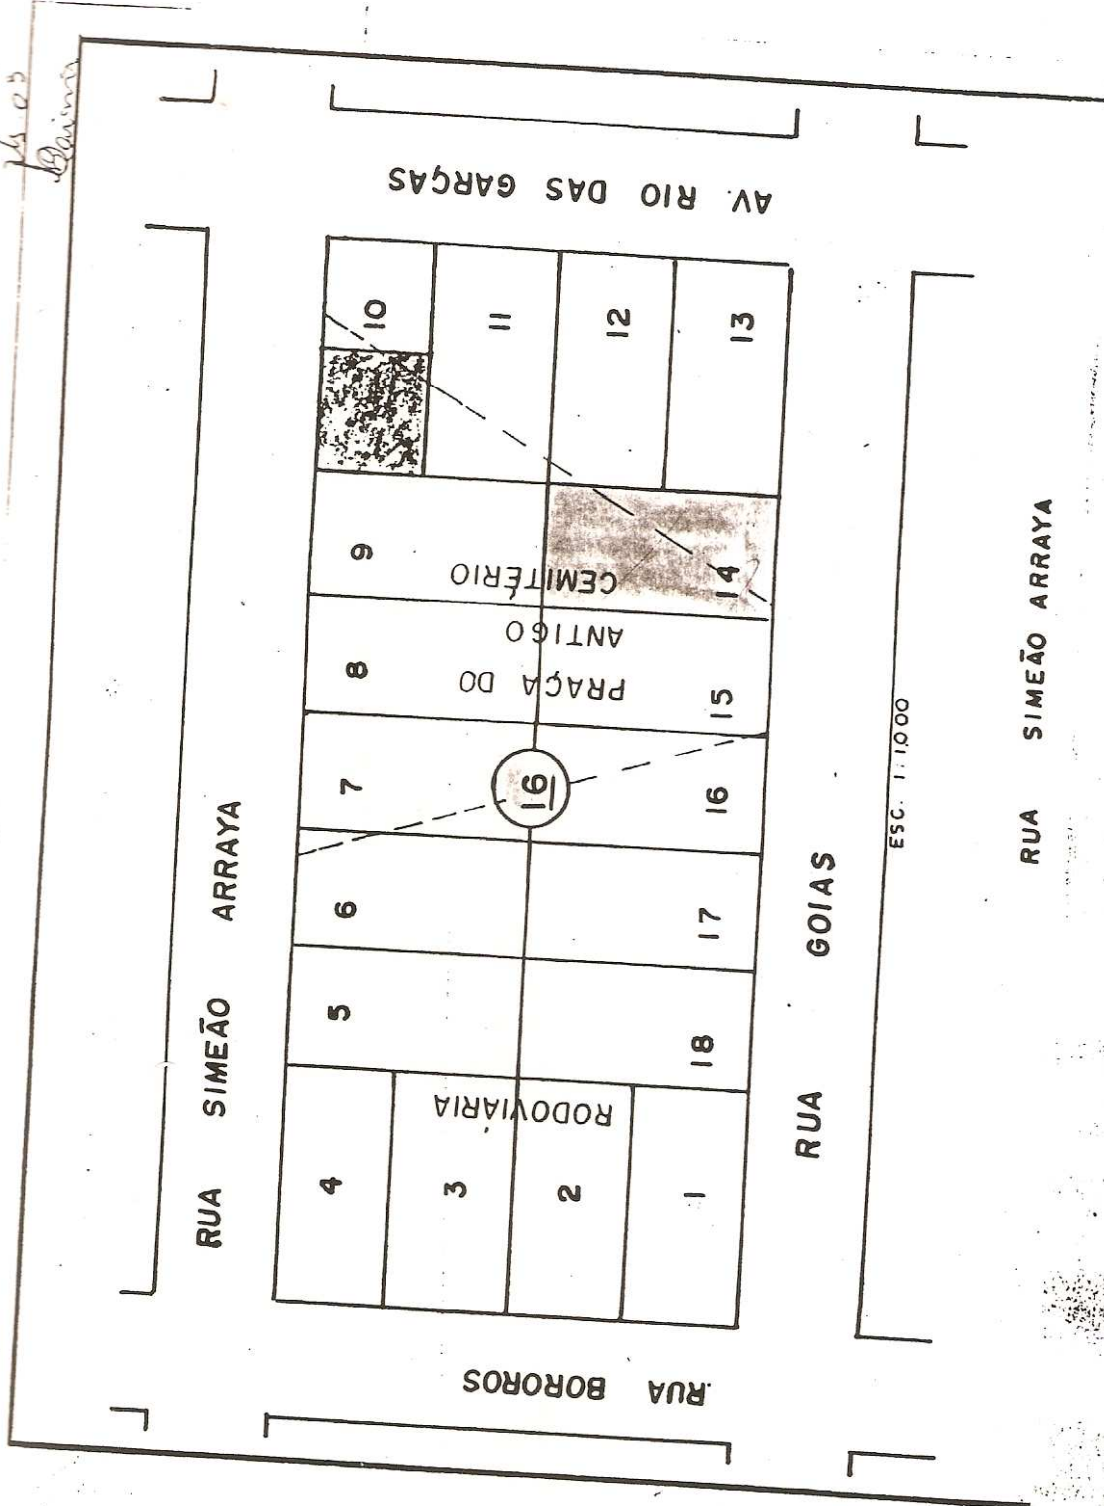 AV. RIO DAS GARÇAS
10
11
12
13
9
14
PRAÇA DO
ANTIGO
CEMITÉRIO
8
15
7
16
16
6
17
5
18
RODOVIÁRIA
4
3
2
1
RUA SIMEÃO ARRAYA
RUA GOIAS
RUA BOROROS
ESC. 1:1.000
RUA SIMEÃO ARRAYA